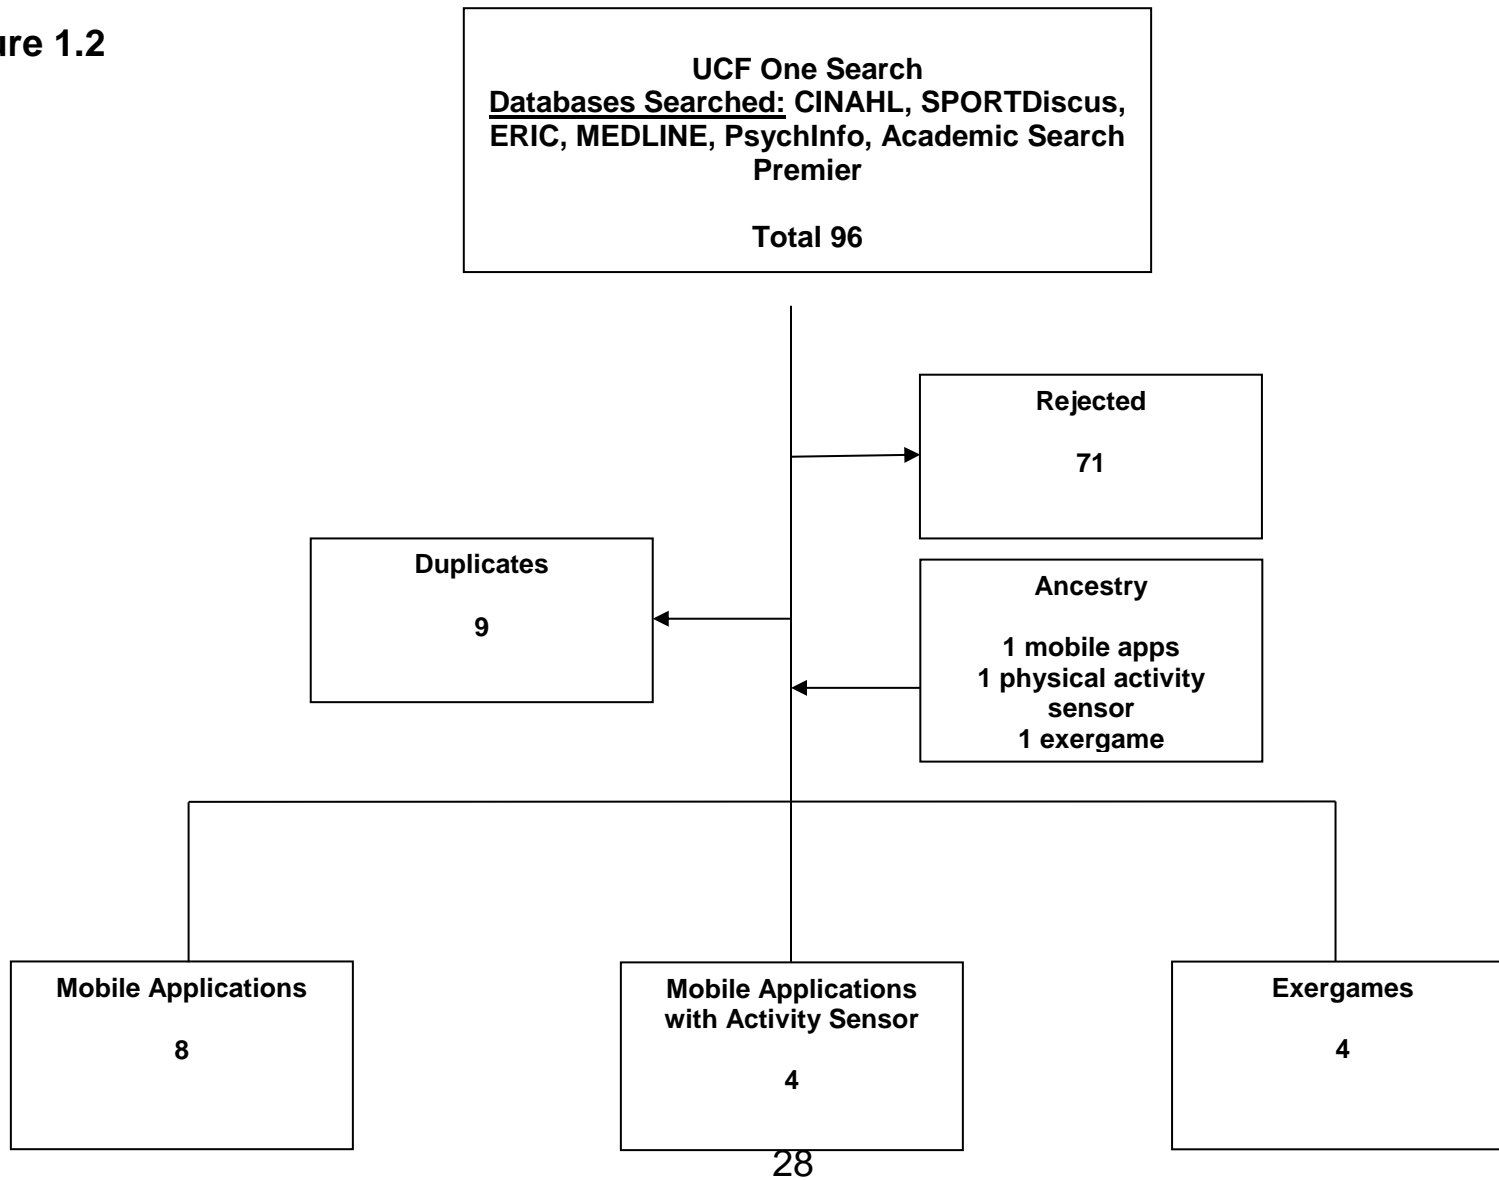 ure 1.2
UCF One Search
Databases Searched: CINAHL, SPORTDiscus,
ERIC, MEDLINE, PsychInfo, Academic Search
Premier
Total 96
Rejected
71
Duplicates
9
Ancestry
1 mobile apps
1 physical activity
sensor
1 exergame
Mobile Applications
8
Mobile Applications
with Activity Sensor
4
Exergames
4
28